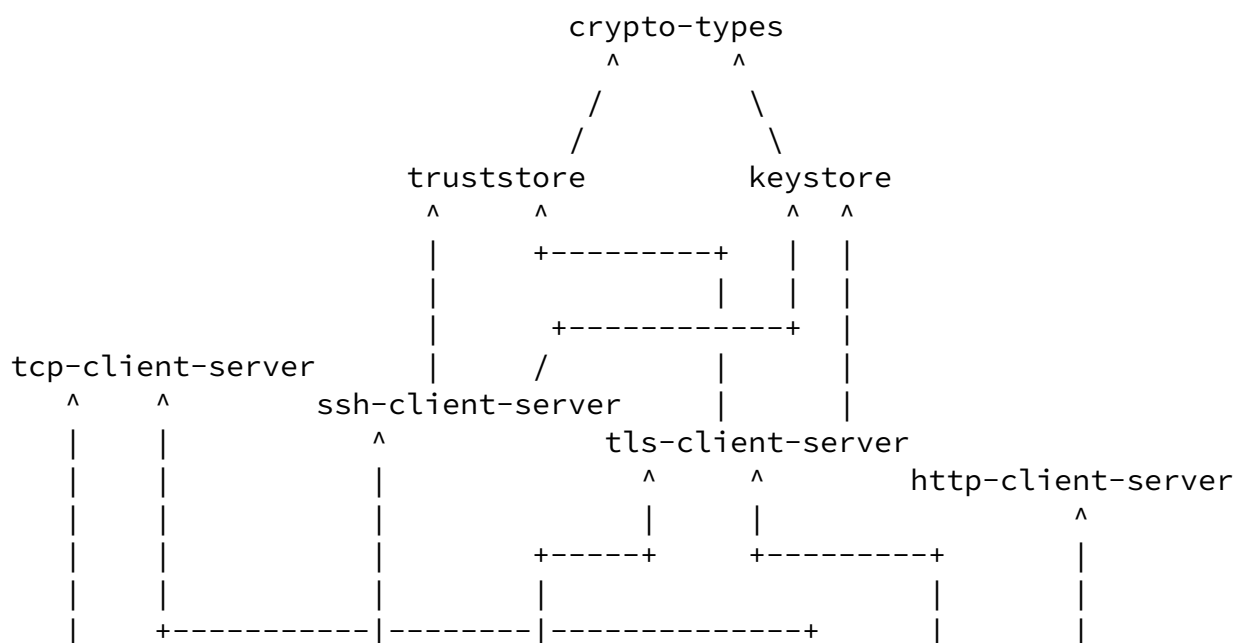 crypto-types
^ ^
/ \
/ \
truststore keystore
^ ^ ^ ^
| +---------+ | |
| | | |
| +------------+ |
tcp-client-server | / | |
^ ^ ssh-client-server | |
| | ^ tls-client-server
| | | ^ ^ http-client-server
| | | | | ^
| | | +-----+ +---------+ |
| | | | | |
| +-----------|--------|--------------+ | |